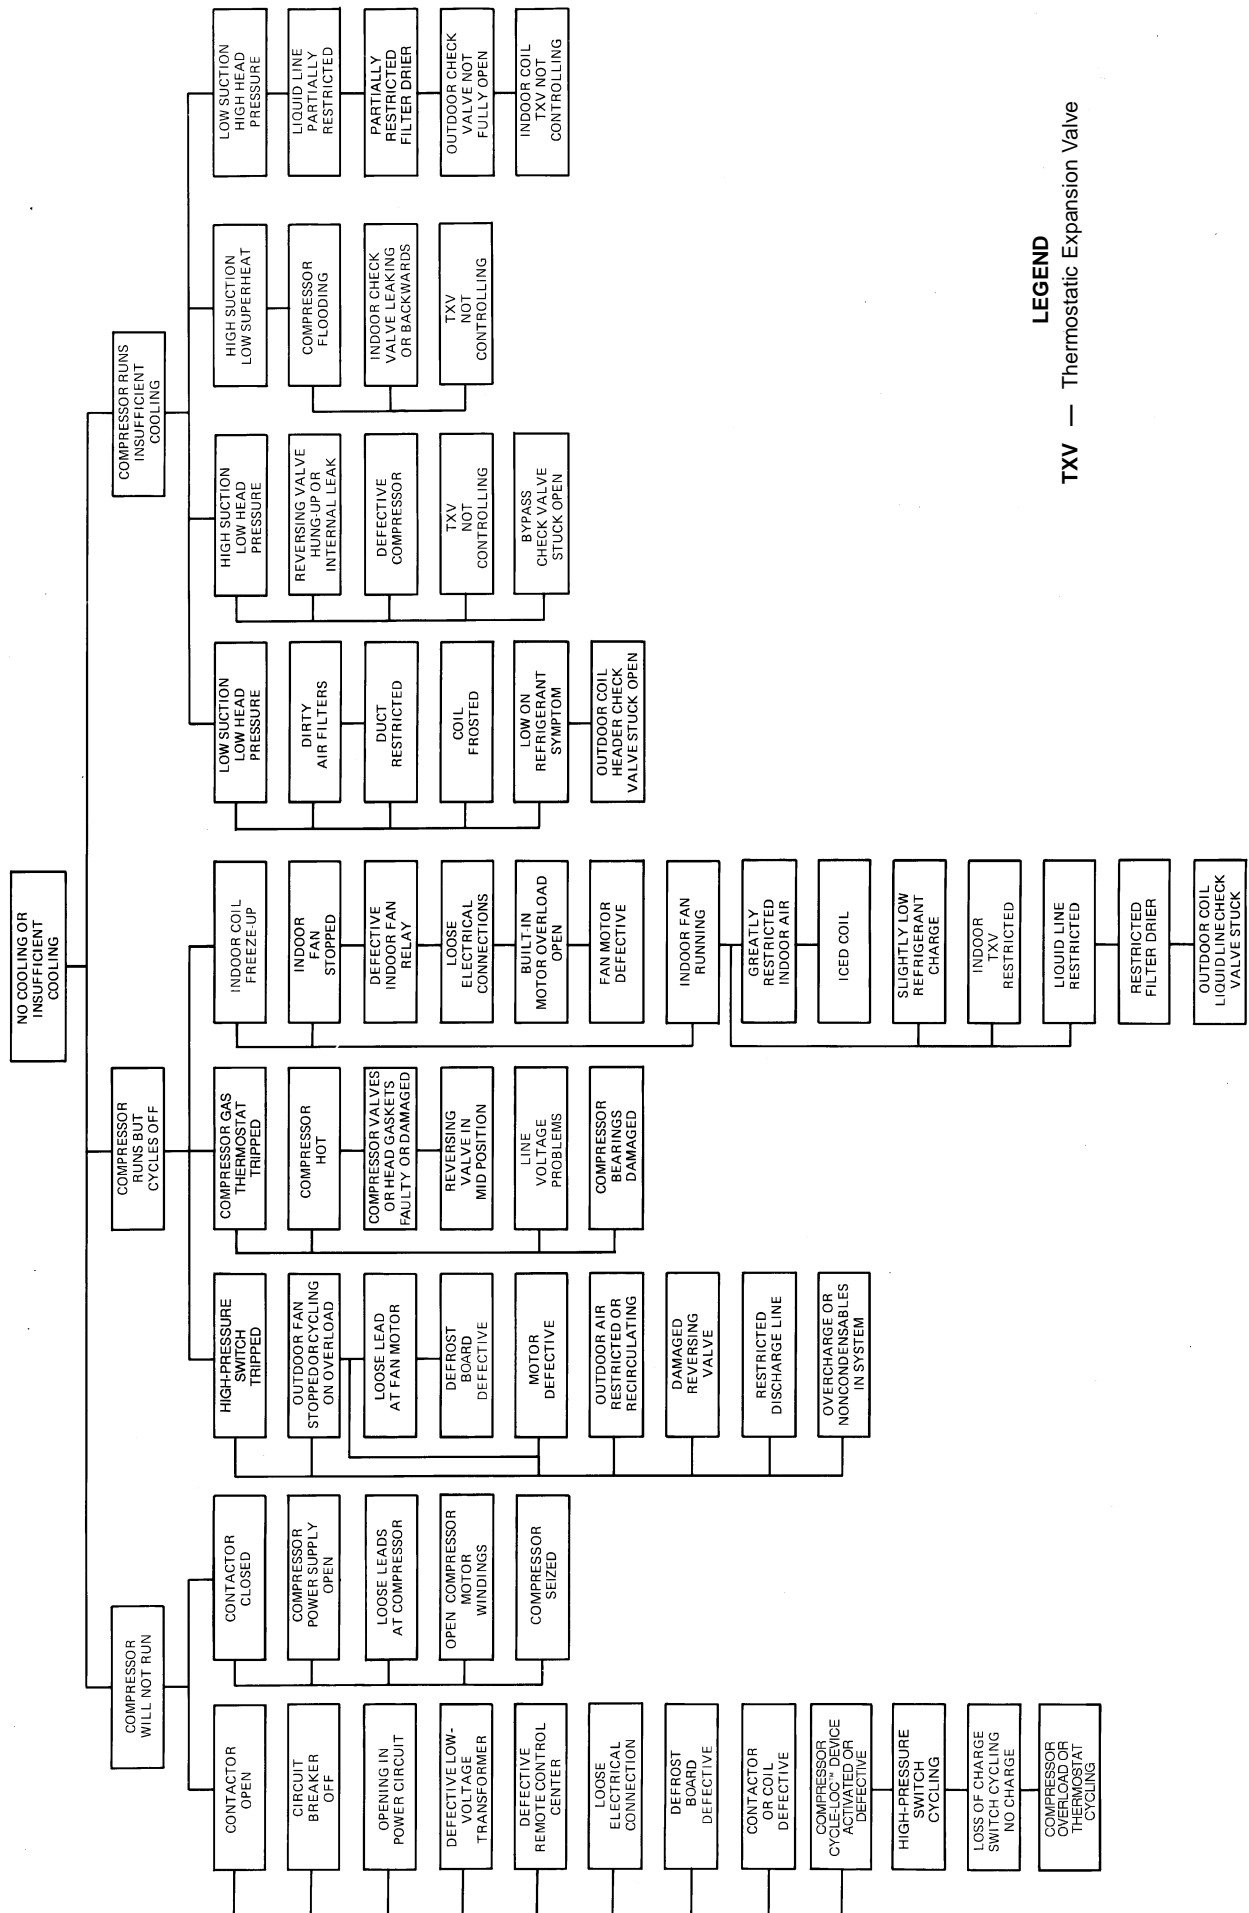 NO COOLING OR
INSUFFICIENT
COOLING
COMPRESSOR
WILL NOT RUN
CONTACTOR
OPEN
CIRCUIT
BREAKER
OFF
OPENING IN
POWER CIRCUIT
DEFECTIVE LOW-
VOLTAGE
TRANSFORMER
DEFECTIVE
REMOTE CONTROL
CENTER
LOOSE
ELECTRICAL
CONNECTION
DEFROST
BOARD
DEFECTIVE
CONTACTOR
OR COIL
DEFECTIVE
COMPRESSOR
CYCLE-LOC™ DEVICE
ACTIVATED OR
DEFECTIVE
HIGH-PRESSURE
SWITCH
CYCLING
LOSS OF CHARGE
SWITCH CYCLING
NO CHARGE
COMPRESSOR
OVERLOAD OR
THERMOSTAT
CYCLING
CONTACTOR
CLOSED
COMPRESSOR
POWER SUPPLY
OPEN
LOOSE LEADS
AT COMPRESSOR
OPEN COMPRESSOR
MOTOR
WINDINGS
COMPRESSOR
SEIZED
COMPRESSOR
RUNS BUT
CYCLES OFF
HIGH-PRESSURE
SWITCH
TRIPPED
OUTDOOR FAN
STOPPED OR CYCLING
ON OVERLOAD
LOOSE LEAD
AT FAN MOTOR
DEFROST
BOARD
DEFECTIVE
MOTOR
DEFECTIVE
OUTDOOR AIR
RESTRICTED OR
RECIRCULATING
DAMAGED
REVERSING
VALVE
RESTRICTED
DISCHARGE LINE
OVERCHARGE OR
NONCONDENSABLES
IN SYSTEM
COMPRESSOR GAS
THERMOSTAT
TRIPPED
COMPRESSOR
HOT
COMPRESSOR VALVES
OR HEAD GASKETS
FAULTY OR DAMAGED
REVERSING
VALVE IN
MID POSITION
LINE
VOLTAGE
PROBLEMS
COMPRESSOR
BEARINGS
DAMAGED
INDOOR COIL
FREEZE-UP
INDOOR
FAN
STOPPED
DEFECTIVE
INDOOR FAN
RELAY
LOOSE
ELECTRICAL
CONNECTIONS
BUILT-IN
MOTOR OVERLOAD
OPEN
FAN MOTOR
DEFECTIVE
INDOOR FAN
RUNNING
GREATLY
RESTRICTED
INDOOR AIR
ICED COIL
SLIGHTLY LOW
REFRIGERANT
CHARGE
INDOOR
TXV
RESTRICTED
LIQUID LINE
RESTRICTED
RESTRICTED
FILTER DRIER
OUTDOOR COIL
LIQUID LINE CHECK
VALVE STUCK
COMPRESSOR RUNS
INSUFFICIENT
COOLING
LOW SUCTION
LOW HEAD
PRESSURE
DIRTY
AIR FILTERS
DUCT
RESTRICTED
COIL
FROSTED
LOW ON
REFRIGERANT
SYMPTOM
OUTDOOR COIL
HEADER CHECK
VALVE STUCK OPEN
HIGH SUCTION
LOW HEAD
PRESSURE
REVERSING VALVE
HUNG-UP OR
INTERNAL LEAK
DEFECTIVE
COMPRESSOR
TXV
NOT
CONTROLLING
BYPASS
CHECK VALVE
STUCK OPEN
HIGH SUCTION
LOW SUPERHEAT
COMPRESSOR
FLOODING
INDOOR CHECK
VALVE LEAKING
OR BACKWARDS
TXV
NOT
CONTROLLING
LOW SUCTION
HIGH HEAD
PRESSURE
LIQUID LINE
PARTIALLY
RESTRICTED
PARTIALLY
RESTRICTED
FILTER DRIER
OUTDOOR CHECK
VALVE NOT
FULLY OPEN
INDOOR COIL
TXV NOT
CONTROLLING
LEGEND
TXV — Thermostatic Expansion Valve